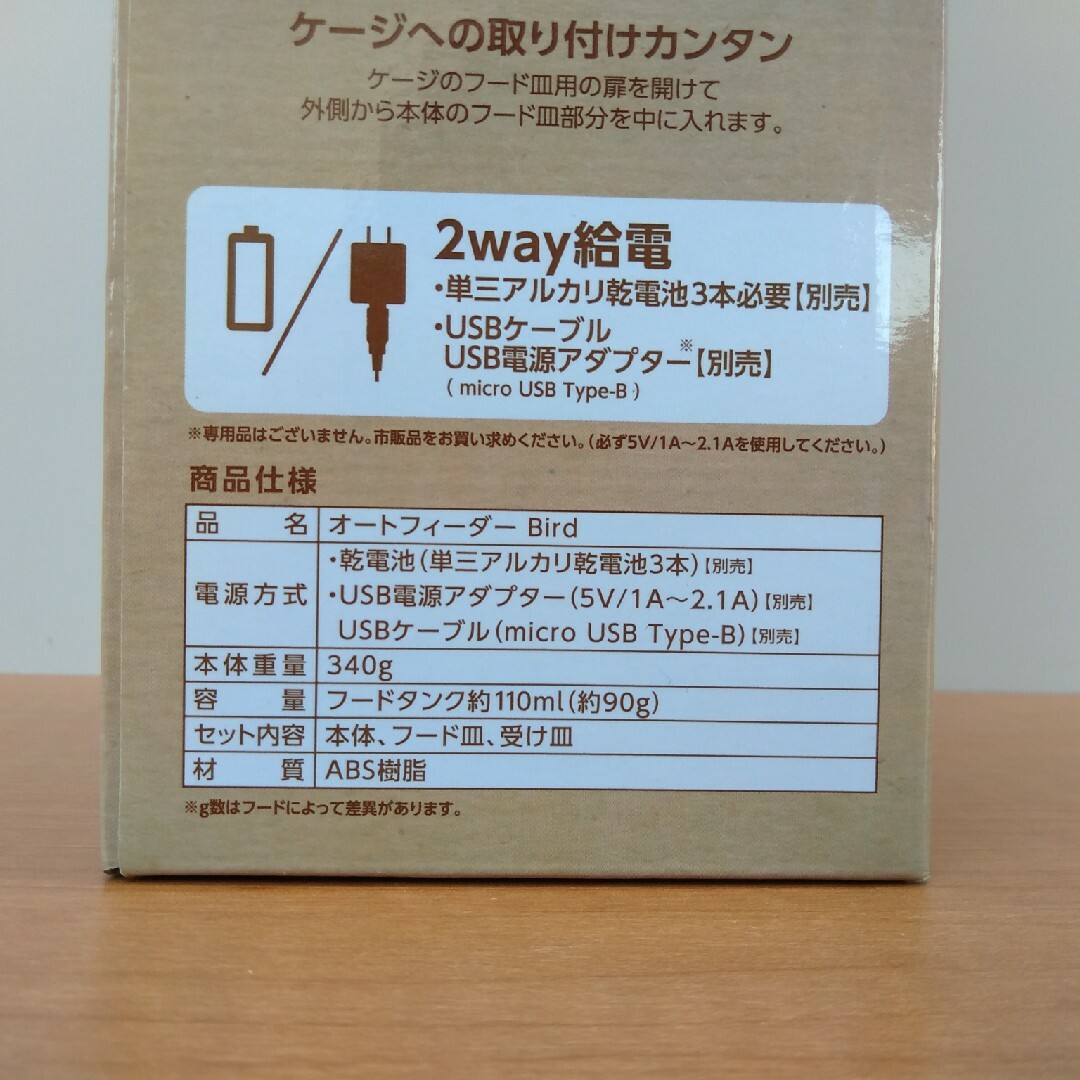 ケージへの取り付けカンタン
ケージのフード皿用の扉を開けて
外側から本体のフード皿部分を中に入れます。
2way給電
・単三アルカリ乾電池3本必要【別売】
・USBケーブル
USB電源アダプター※【別売】
(micro USB Type-B)
※専用品はございません。市販品をお買い求めください。(必ず5V/1A〜2.1Aを使用してください。)
商品仕様
品名 オートフィーダー Bird
電源方式 ・乾電池(単三アルカリ乾電池3本)【別売】
・USB電源アダプター(5V/1A〜2.1A)【別売】
USBケーブル(micro USB Type-B)【別売】
本体重量 340g
容量 フードタンク約110ml(約90g)
セット内容 本体、フード皿、受け皿
材質 ABS樹脂
※g数はフードによって差異があります。